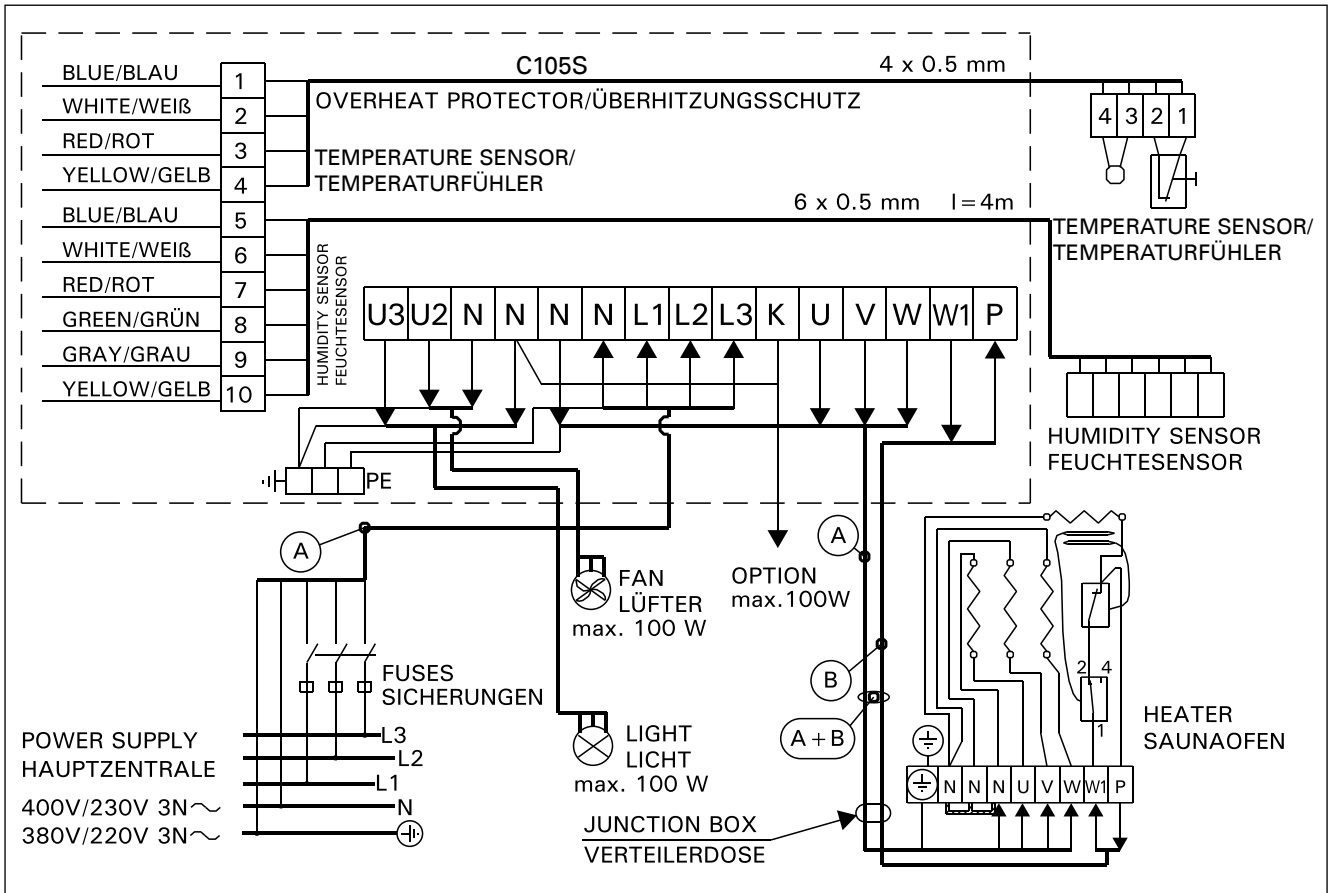 C105S
4 x 0.5 mm
BLUE/BLAU 1
WHITE/WEIß 2
RED/ROT 3
YELLOW/GELB 4
BLUE/BLAU 5
WHITE/WEIß 6
RED/ROT 7
GREEN/GRÜN 8
GRAY/GRAU 9
YELLOW/GELB 10
OVERHEAT PROTECTOR/ÜBERHITZUNGSSCHUTZ
TEMPERATURE SENSOR/
TEMPERATURFÜHLER
4 3 2 1
6 x 0.5 mm l=4m
TEMPERATURE SENSOR/
TEMPERATURFÜHLER
HUMIDITY SENSOR
FEUCHTESENSOR
U3 U2 N N N N L1 L2 L3 K U V W W1 P
HUMIDITY SENSOR
FEUCHTESENSOR
PE
A
FAN
LÜFTER
max. 100 W
OPTION
max.100W
A
B
A+B
FUSES
SICHERUNGEN
LIGHT
LICHT
max. 100 W
POWER SUPPLY
HAUPTZENTRALE
400V/230V 3N~
380V/220V 3N~
L3
L2
L1
N
JUNCTION BOX
VERTEILERDOSE
2 4
1
HEATER
SAUNAOFEN
N N N U V W W1 P